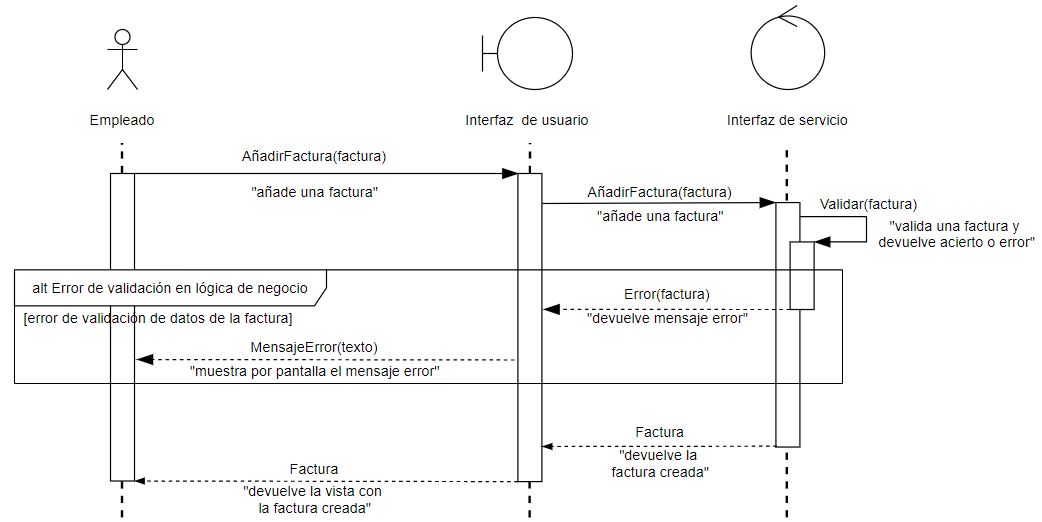 Empleado
Interfaz de usuario
Interfaz de servicio
AñadirFactura(factura)
"añade una factura"
AñadirFactura(factura)
"añade una factura"
Validar(factura)
"valida una factura y
devuelve acierto o error"
alt Error de validación en lógica de negocio
[error de validación de datos de la factura]
Error(factura)
"devuelve mensaje error"
MensajeError(texto)
"muestra por pantalla el mensaje error"
Factura
"devuelve la
factura creada"
Factura
"devuelve la vista con
la factura creada"